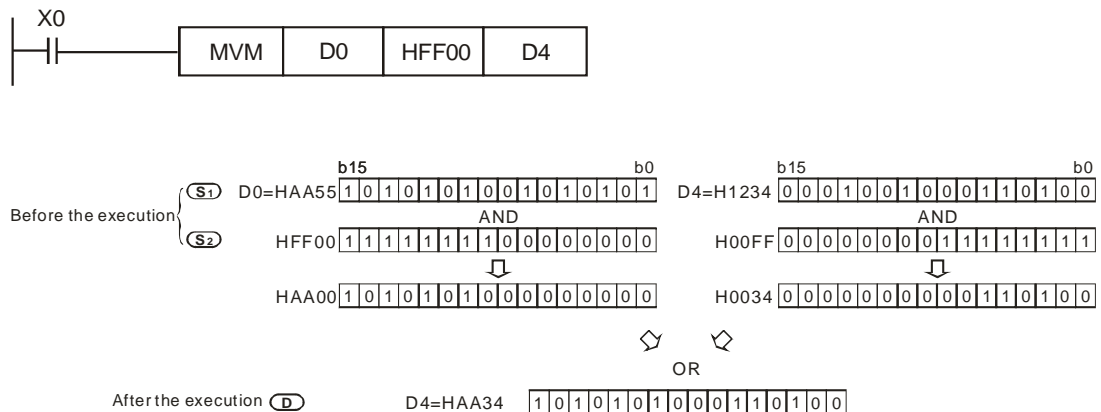 X0
MVM D0 HFF00 D4
b15 b0 b15 b0
S1 D0=HAA55 1 0 1 0 1 0 1 0 0 1 0 1 0 1 0 1 D4=H1234 0 0 0 1 0 0 1 0 0 0 1 1 0 1 0 0
Before the execution AND AND
S2 HFF00 1 1 1 1 1 1 1 1 0 0 0 0 0 0 0 0 H00FF 0 0 0 0 0 0 0 0 1 1 1 1 1 1 1 1
HAA00 1 0 1 0 1 0 1 0 0 0 0 0 0 0 0 0 H0034 0 0 0 0 0 0 0 0 0 0 1 1 0 1 0 0
OR
After the execution D D4=HAA34 1 0 1 0 1 0 1 0 0 0 1 1 0 1 0 0